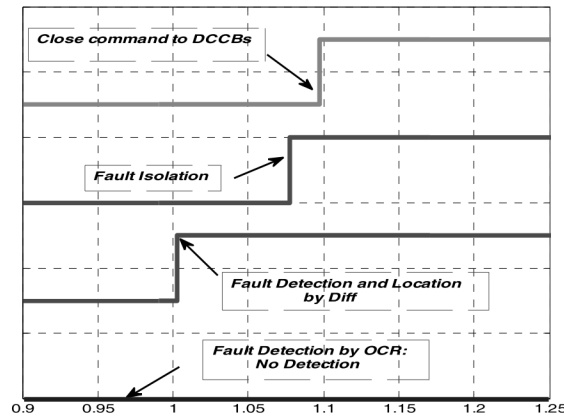 Close command to DCCBs
Fault Isolation
Fault Detection and Location
by Diff
Fault Detection by OCR:
No Detection
0.9 0.95 1 1.05 1.1 1.15 1.2 1.25